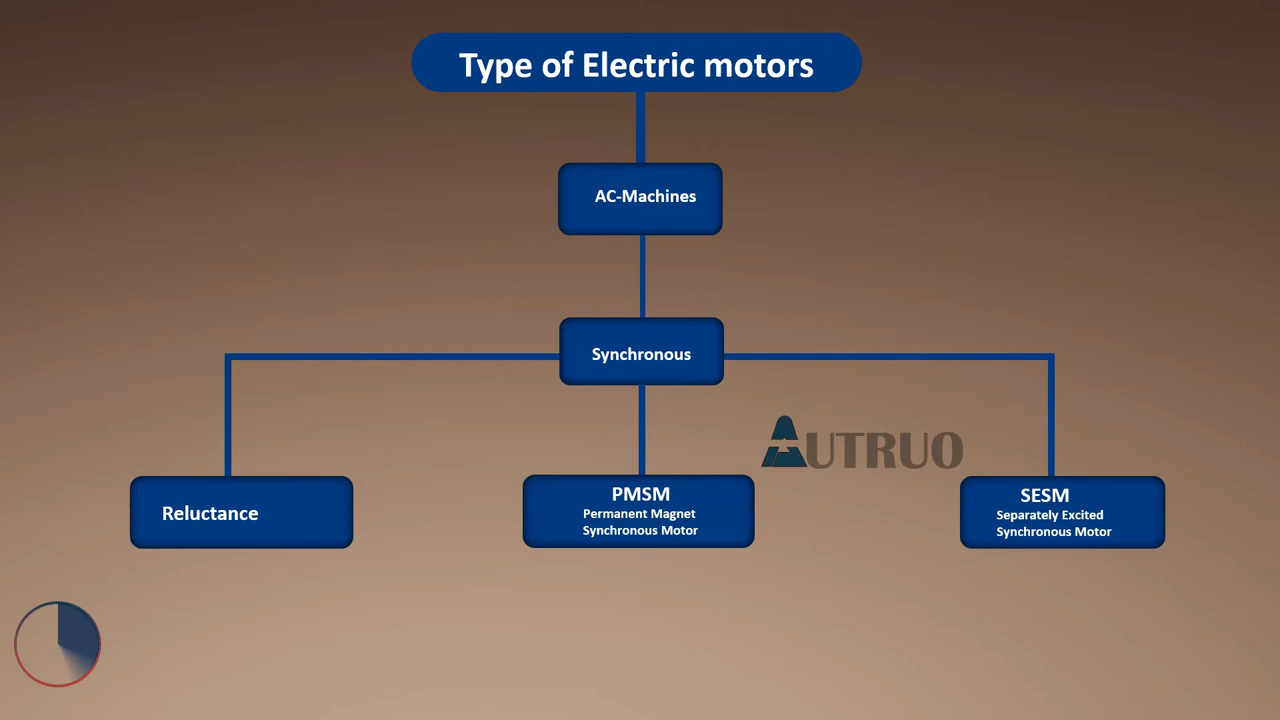 Type of Electric motors
AC-Machines
Synchronous
AUTRUO
Reluctance
PMSM
Permanent Magnet
Synchronous Motor
SESM
Separately Excited
Synchronous Motor